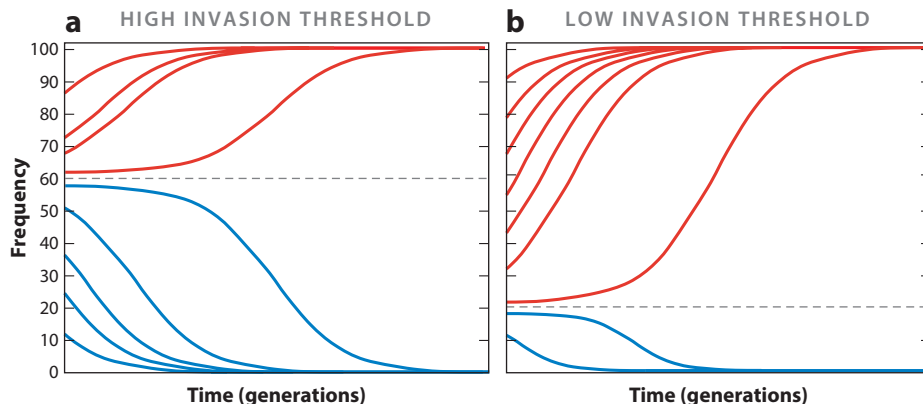 a HIGH INVASION THRESHOLD
b LOW INVASION THRESHOLD
Frequency
100
90
80
70
60
50
40
30
20
10
0
Time (generations)
Time (generations)